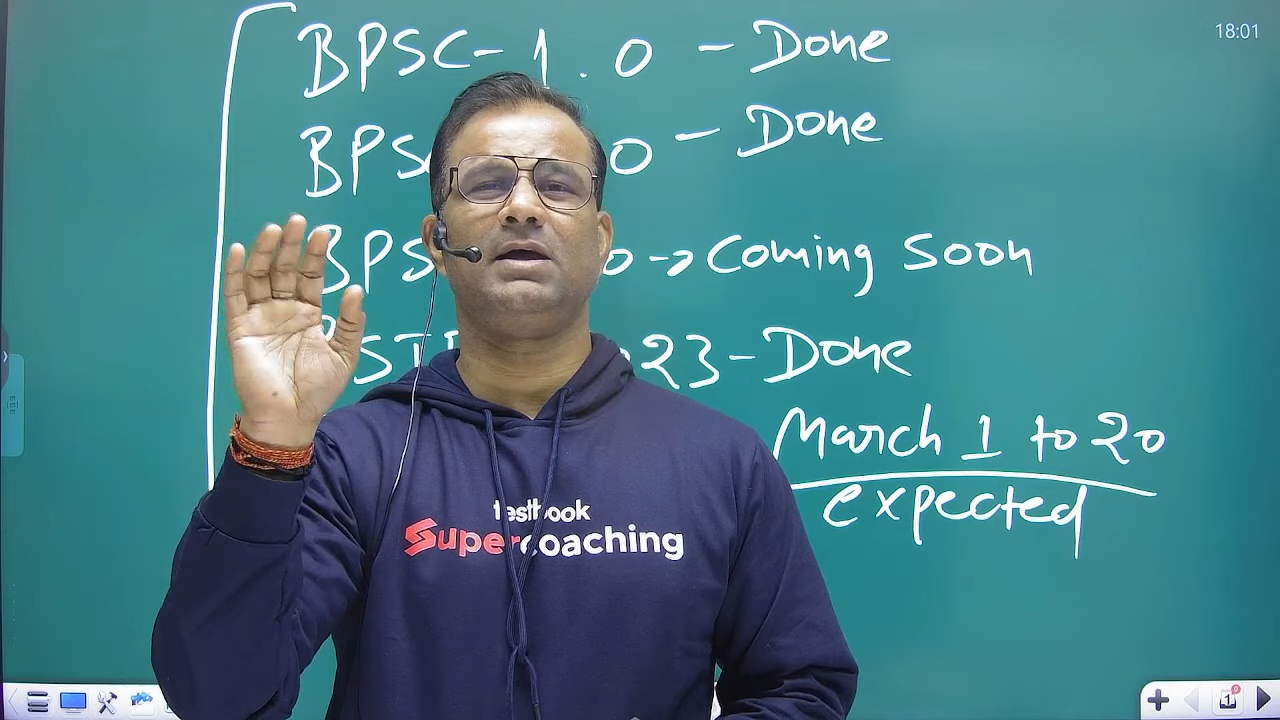 18:01
BPSC-1.0 - Done
BPS 0 - Done
BPS 0 → Coming soon
23 - Done
March 1 to 20
expected
testbook
Supercoaching
1